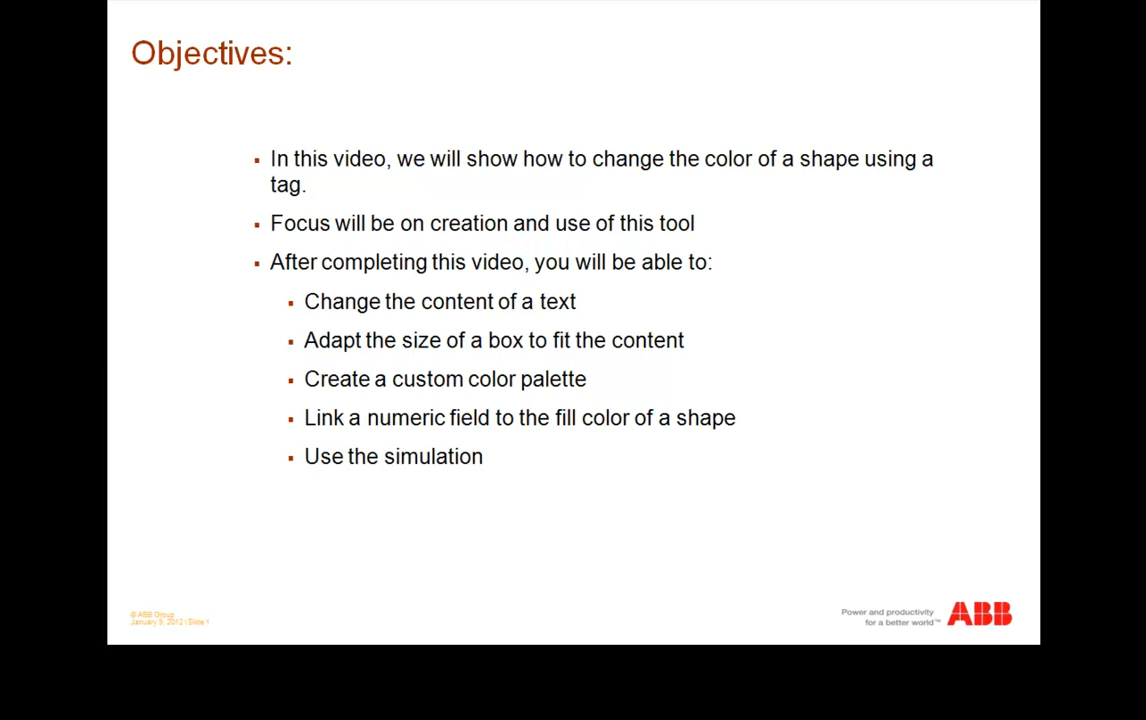 Objectives:
▪ In this video, we will show how to change the color of a shape using a
tag.
▪ Focus will be on creation and use of this tool
▪ After completing this video, you will be able to:
▪ Change the content of a text
▪ Adapt the size of a box to fit the content
▪ Create a custom color palette
▪ Link a numeric field to the fill color of a shape
▪ Use the simulation
© ABB Group
January 9, 2012 | Slide 1
Power and productivity
for a better world™
ABB